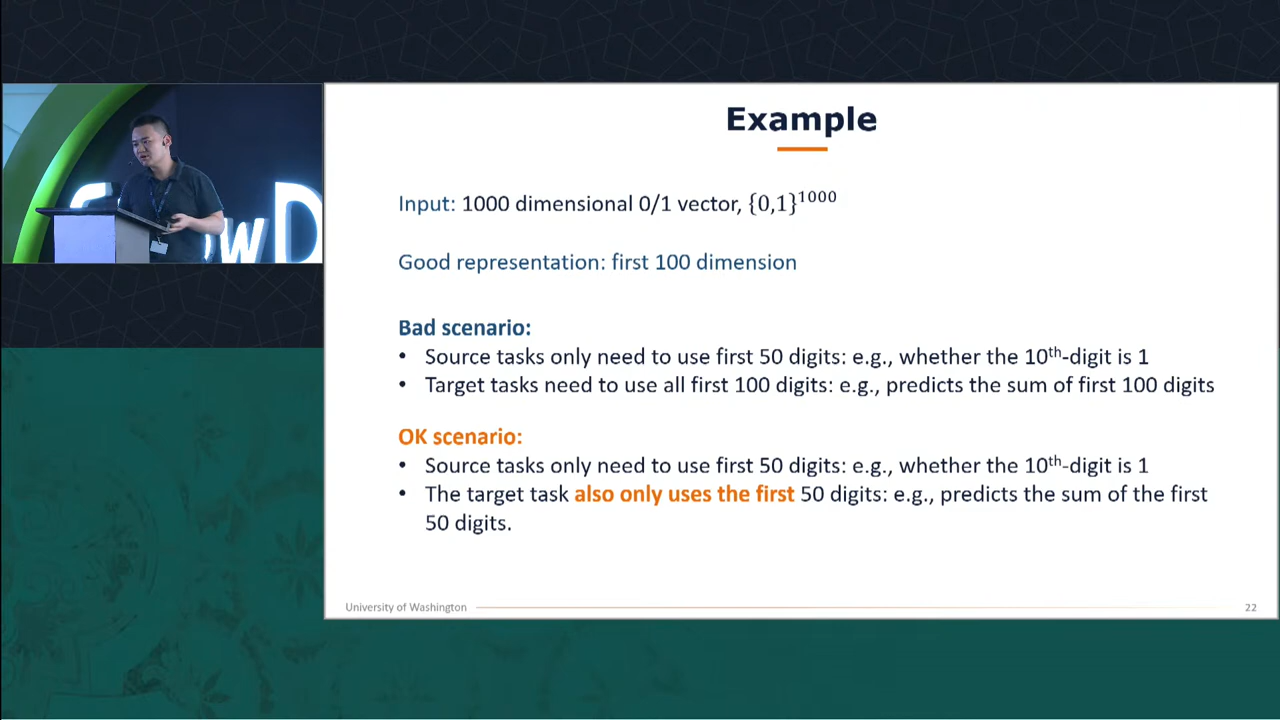 Example
Input: 1000 dimensional 0/1 vector, {0,1}^1000
Good representation: first 100 dimension
Bad scenario:
• Source tasks only need to use first 50 digits: e.g., whether the 10th-digit is 1
• Target tasks need to use all first 100 digits: e.g., predicts the sum of first 100 digits
OK scenario:
• Source tasks only need to use first 50 digits: e.g., whether the 10th-digit is 1
• The target task also only uses the first 50 digits: e.g., predicts the sum of the first
50 digits.
University of Washington
22